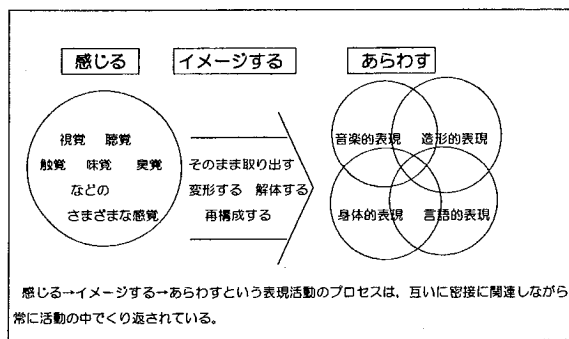 感じる イメージする あらわす
視覚 聴覚
触覚 味覚 臭覚
などの
さまざまな感覚
そのまま取り出す
変形する 解体する
再構成する
音楽的表現 造形的表現
身体的表現 言語的表現
感じる→イメージする→あらわすという表現活動のプロセスは，互いに密接に関連しながら
常に活動の中でくり返されている。